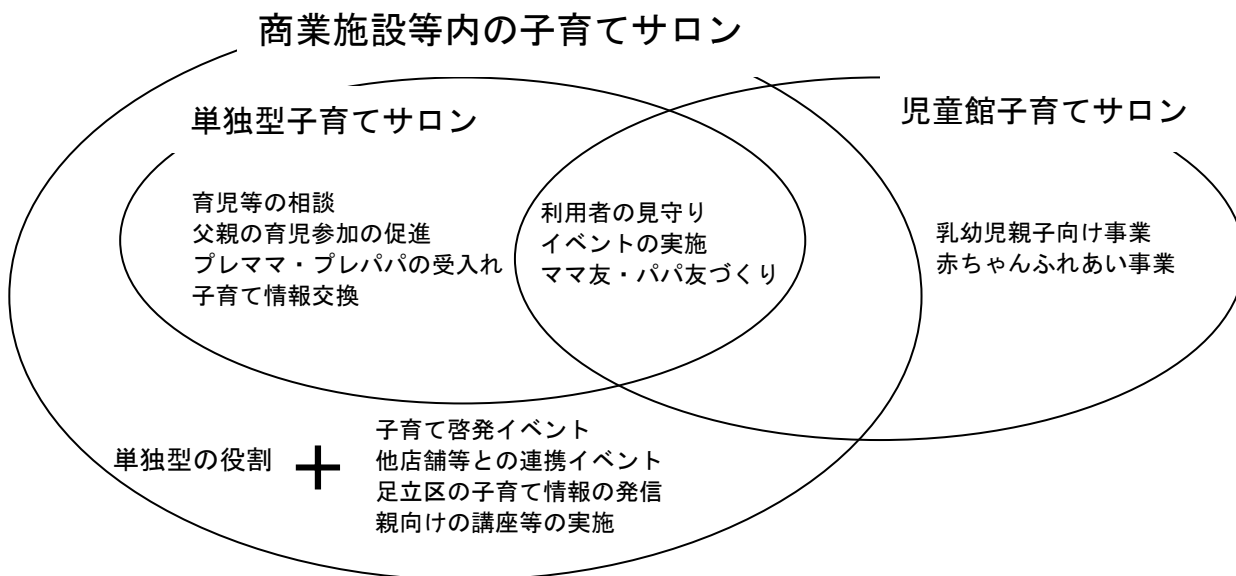 商業施設等内の子育てサロン
単独型子育てサロン
児童館子育てサロン
育児等の相談
父親の育児参加の促進
プレママ・プレパパの受入れ
子育て情報交換
利用者の見守り
イベントの実施
ママ友・パパ友づくり
乳幼児親子向け事業
赤ちゃんふれあい事業
単独型の役割
＋
子育て啓発イベント
他店舗等との連携イベント
足立区の子育て情報の発信
親向けの講座等の実施